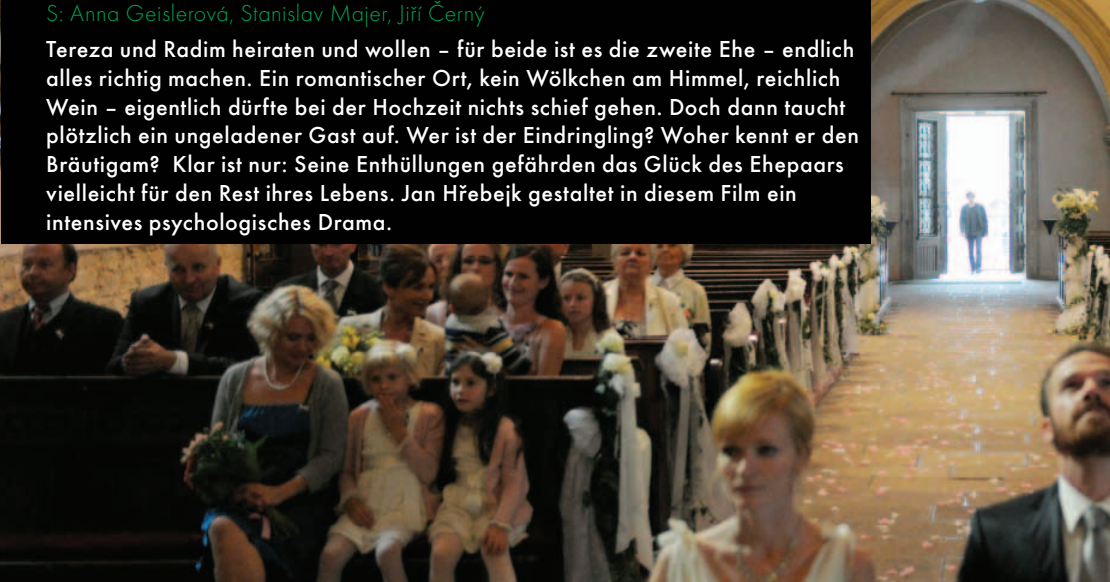 S: Anna Geislerová, Stanislav Majer, Jiří Černý
Tereza und Radim heiraten und wollen – für beide ist es die zweite Ehe – endlich
alles richtig machen. Ein romantischer Ort, kein Wölkchen am Himmel, reichlich
Wein – eigentlich dürfte bei der Hochzeit nichts schief gehen. Doch dann taucht
plötzlich ein ungeladener Gast auf. Wer ist der Eindringling? Woher kennt er den
Bräutigam?  Klar ist nur: Seine Enthüllungen gefährden das Glück des Ehepaars
vielleicht für den Rest ihres Lebens. Jan Hřebejk gestaltet in diesem Film ein
intensives psychologisches Drama.